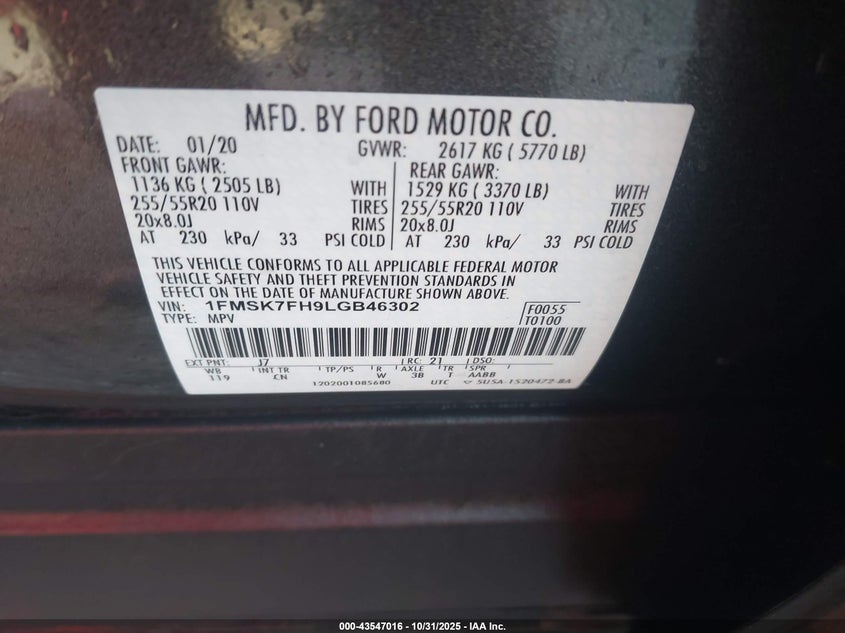 MFD. BY FORD MOTOR CO.
DATE: 01/20 GVWR: 2617 KG ( 5770 LB)
FRONT GAWR: REAR GAWR:
1136 KG ( 2505 LB) WITH 1529 KG ( 3370 LB) WITH
255/55R20 110V TIRES 255/55R20 110V TIRES
20x8.0J RIMS 20x8.0J RIMS
AT 230 kPa/ 33 PSI COLD AT 230 kPa/ 33 PSI COLD
THIS VEHICLE CONFORMS TO ALL APPLICABLE FEDERAL MOTOR
VEHICLE SAFETY AND THEFT PREVENTION STANDARDS IN
EFFECT ON THE DATE OF MANUFACTURE SHOWN ABOVE.
VIN: 1FMSK7FH9LGB46302 F0055
TYPE: MPV T0100
EXT PNT: J7 RC: 21 DSO:
WB INT TR TP/PS R AXLE TR SPR
119 CN W 3B T AABB
1202001085680 UTC 5U5A-1520472-BA
000-43547016 - 10/31/2025 - IAA Inc.